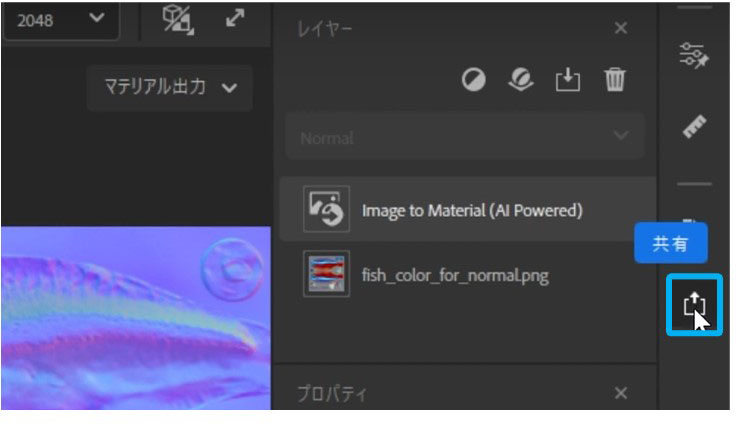 2048
マテリアル出力
レイヤー
Normal
Image to Material (AI Powered)
fish_color_for_normal.png
共有
プロパティ